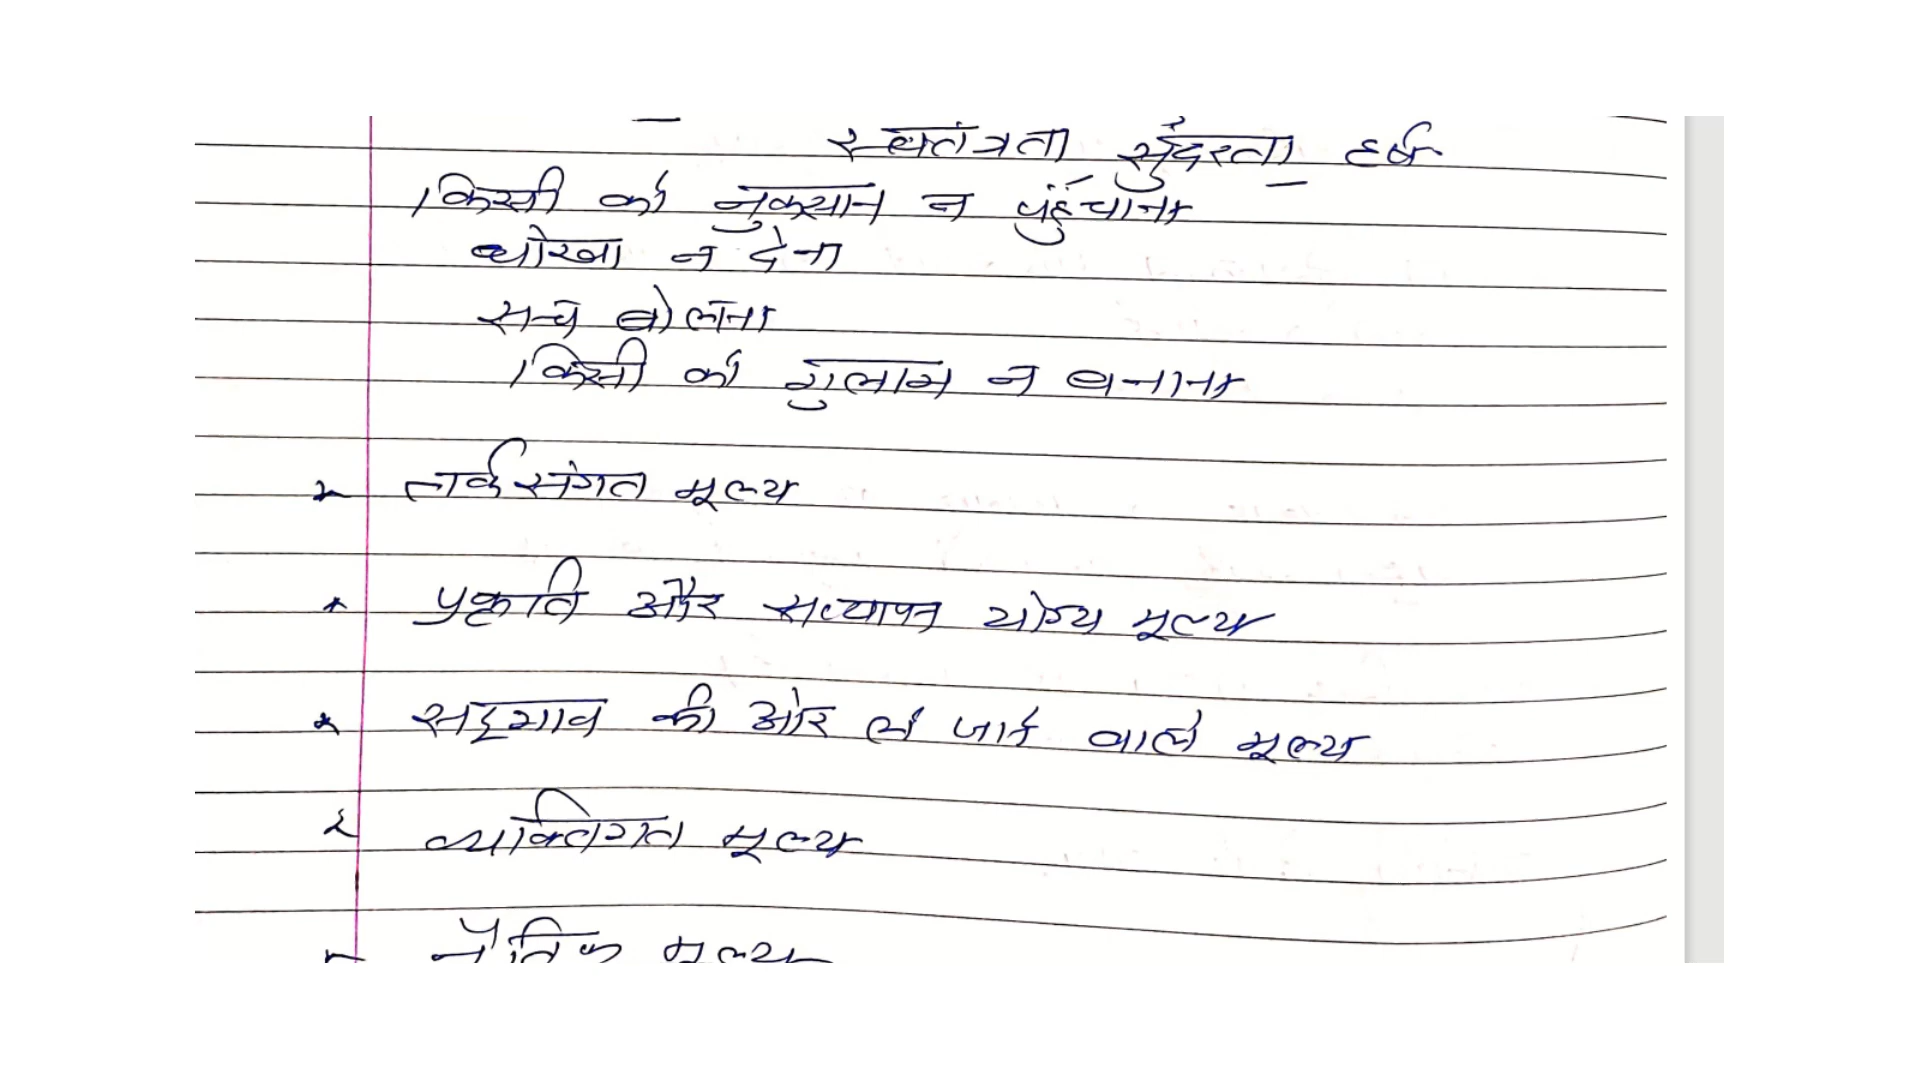 स्वतंत्रता सुंदरता हर्ष
किसी को नुकसान न पहुंचाना
धोखा न देना
सच बोलना
किसी को गुलाम न बनाना
* तर्कसंगत मूल्य
* प्रकृति और सत्यापन योग्य मूल्य
* सद्भाव की ओर ले जाने वाले मूल्य
* व्यक्तिगत मूल्य
* नैतिक मूल्य